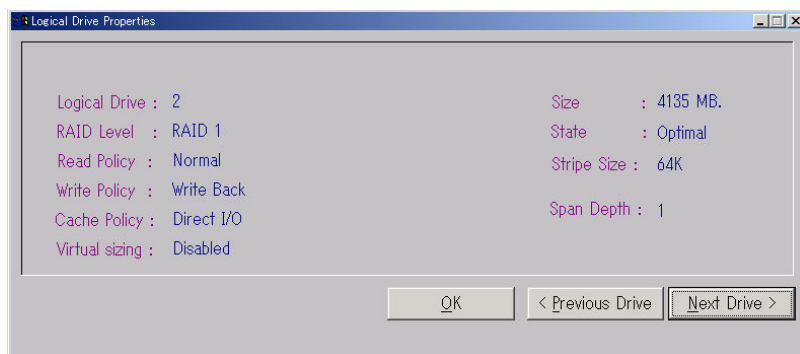 Logical Drive Properties
Logical Drive : 2
RAID Level : RAID 1
Read Policy : Normal
Write Policy : Write Back
Cache Policy : Direct I/O
Virtual sizing : Disabled
Size : 4135 MB.
State : Optimal
Stripe Size : 64K
Span Depth : 1
OK
< Previous Drive
Next Drive >